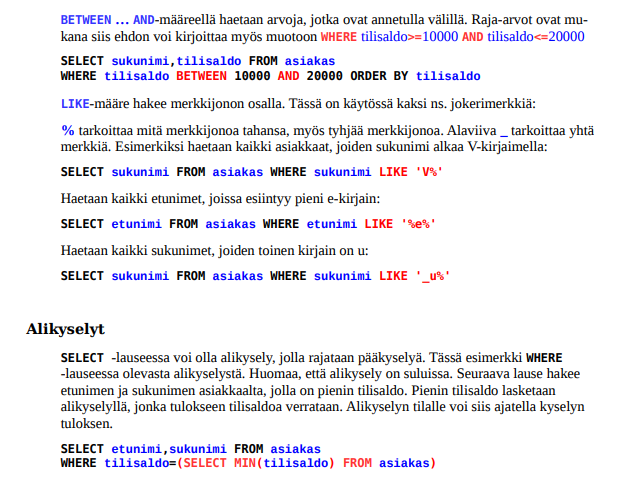 BETWEEN ... AND-määreellä haetaan arvoja, jotka ovat annetulla välillä. Raja-arvot ovat mu-
kana siis ehdon voi kirjoittaa myös muotoon WHERE tilisaldo>=10000 AND tilisaldo<=20000
SELECT sukunimi,tilisaldo FROM asiakas
WHERE tilisaldo BETWEEN 10000 AND 20000 ORDER BY tilisaldo
LIKE-määre hakee merkkijonon osalla. Tässä on käytössä kaksi ns. jokerimerkkiä:
% tarkoittaa mitä merkkijonoa tahansa, myös tyhjää merkkijonoa. Alaviiva _ tarkoittaa yhtä
merkkiä. Esimerkiksi haetaan kaikki asiakkaat, joiden sukunimi alkaa V-kirjaimella:
SELECT sukunimi FROM asiakas WHERE sukunimi LIKE 'V%'
Haetaan kaikki etunimet, joissa esiintyy pieni e-kirjain:
SELECT etunimi FROM asiakas WHERE etunimi LIKE '%e%'
Haetaan kaikki sukunimet, joiden toinen kirjain on u:
SELECT sukunimi FROM asiakas WHERE sukunimi LIKE '_u%'
Alikyselyt
SELECT -lauseessa voi olla alikysely, jolla rajataan pääkyselyä. Tässä esimerkki WHERE
-lauseessa olevasta alikyselystä. Huomaa, että alikysely on suluissa. Seuraava lause hakee
etunimen ja sukunimen asiakkaalta, jolla on pienin tilisaldo. Pienin tilisaldo lasketaan
alikyselyllä, jonka tulokseen tilisaldoa verrataan. Alikyselyn tilalle voi siis ajatella kyselyn
tuloksen.
SELECT etunimi,sukunimi FROM asiakas
WHERE tilisaldo=(SELECT MIN(tilisaldo) FROM asiakas)